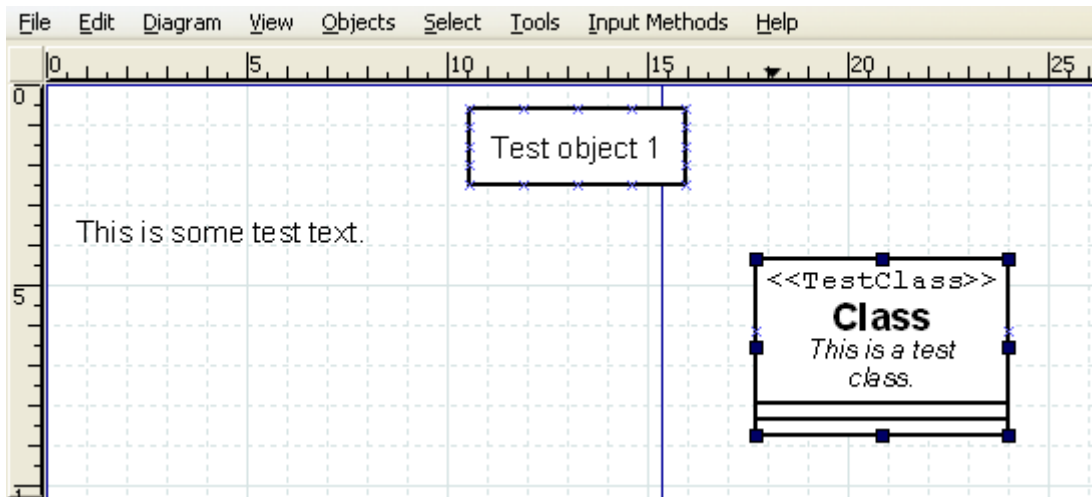 File Edit Diagram View Objects Select Tools Input Methods Help
0 5 10 15 20 25
0
Test object 1
This is some test text.
<<TestClass>>
5
Class
This is a test
class.